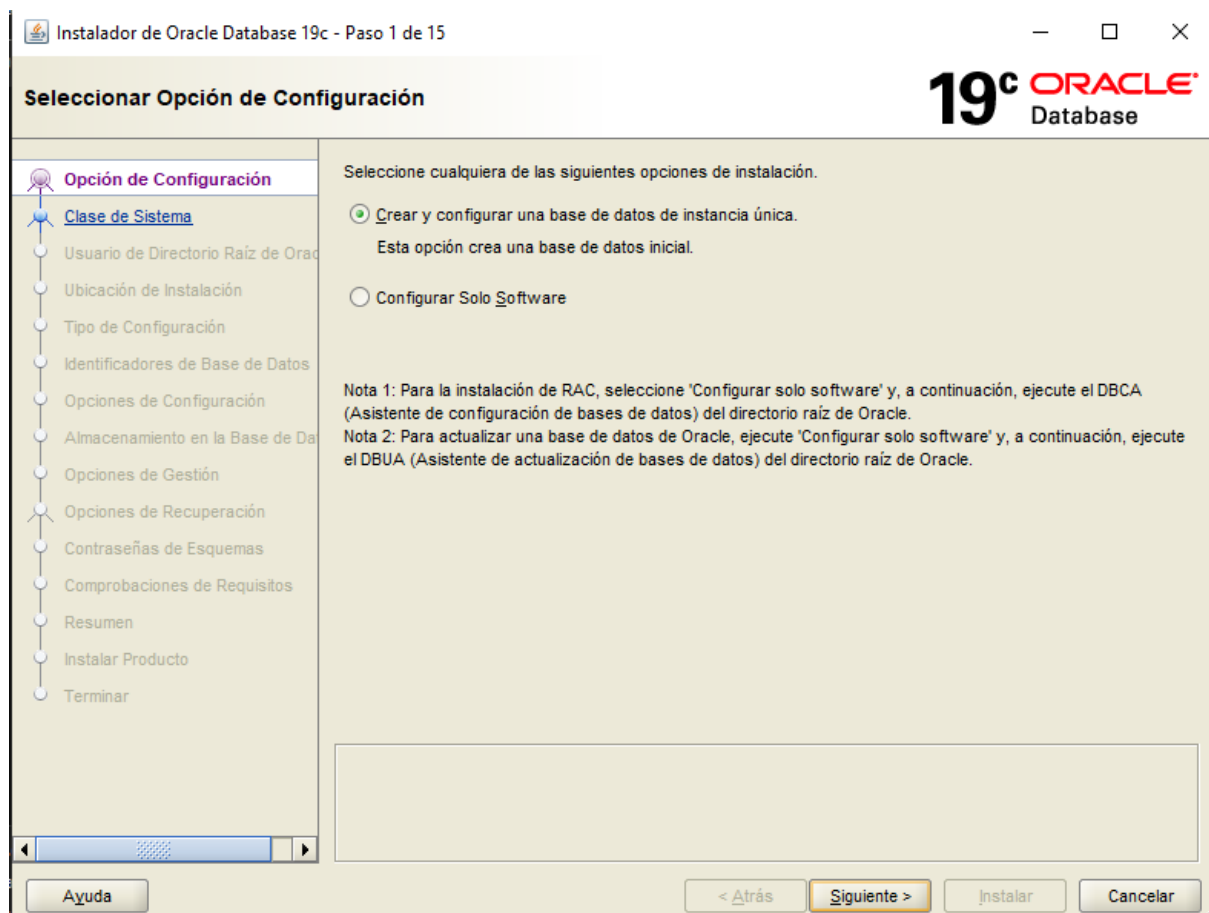 Instalador de Oracle Database 19c - Paso 1 de 15
Seleccionar Opción de Configuración
19c ORACLE
Database
Opción de Configuración
Clase de Sistema
Usuario de Directorio Raíz de Orac
Ubicación de Instalación
Tipo de Configuración
Identificadores de Base de Datos
Opciones de Configuración
Almacenamiento en la Base de Da
Opciones de Gestión
Opciones de Recuperación
Contraseñas de Esquemas
Comprobaciones de Requisitos
Resumen
Instalar Producto
Terminar
Seleccione cualquiera de las siguientes opciones de instalación.
Crear y configurar una base de datos de instancia única.
Esta opción crea una base de datos inicial.
Configurar Solo Software
Nota 1: Para la instalación de RAC, seleccione 'Configurar solo software' y, a continuación, ejecute el DBCA
(Asistente de configuración de bases de datos) del directorio raíz de Oracle.
Nota 2: Para actualizar una base de datos de Oracle, ejecute 'Configurar solo software' y, a continuación, ejecute
el DBUA (Asistente de actualización de bases de datos) del directorio raíz de Oracle.
Ayuda
< Atrás
Siguiente >
Instalar
Cancelar